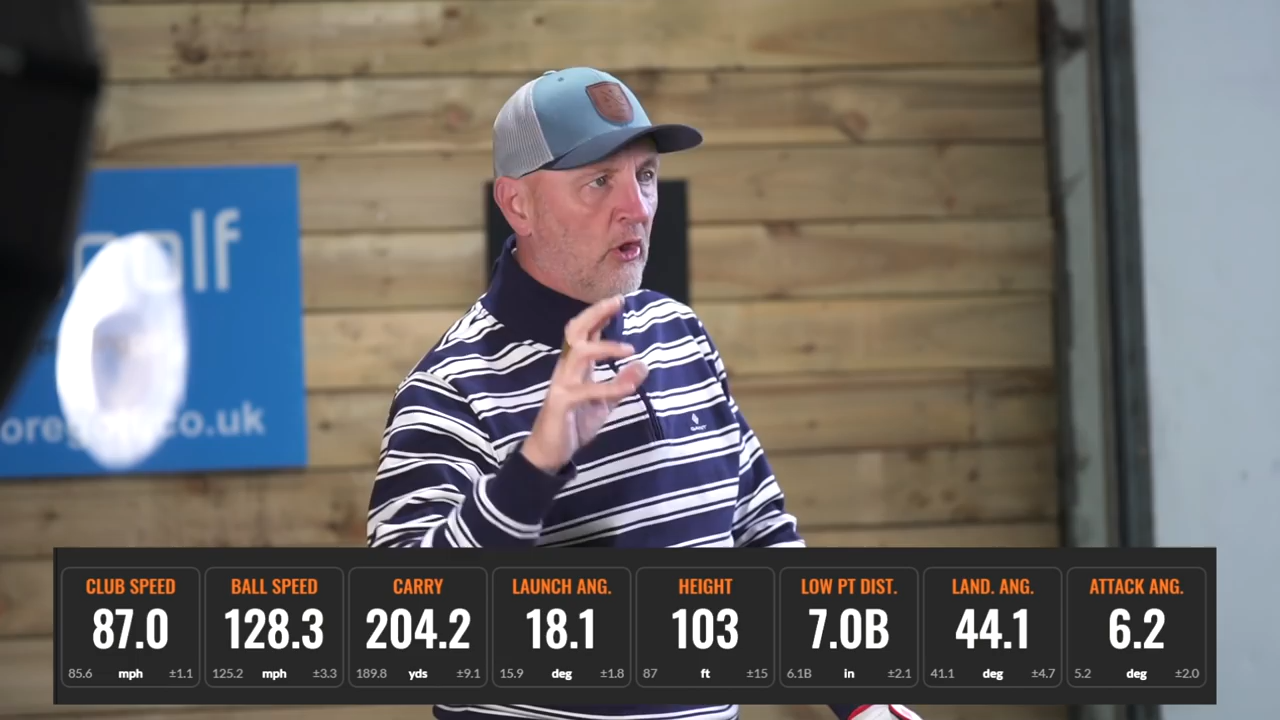 golf
.co.uk
GANT
CLUB SPEED BALL SPEED CARRY LAUNCH ANG. HEIGHT LOW PT DIST. LAND. ANG. ATTACK ANG.
87.0 128.3 204.2 18.1 103 7.0B 44.1 6.2
85.6 mph ±1.1 125.2 mph ±3.3 189.8 yds ±9.1 15.9 deg ±1.8 87 ft ±15 6.1B in ±2.1 41.1 deg ±4.7 5.2 deg ±2.0